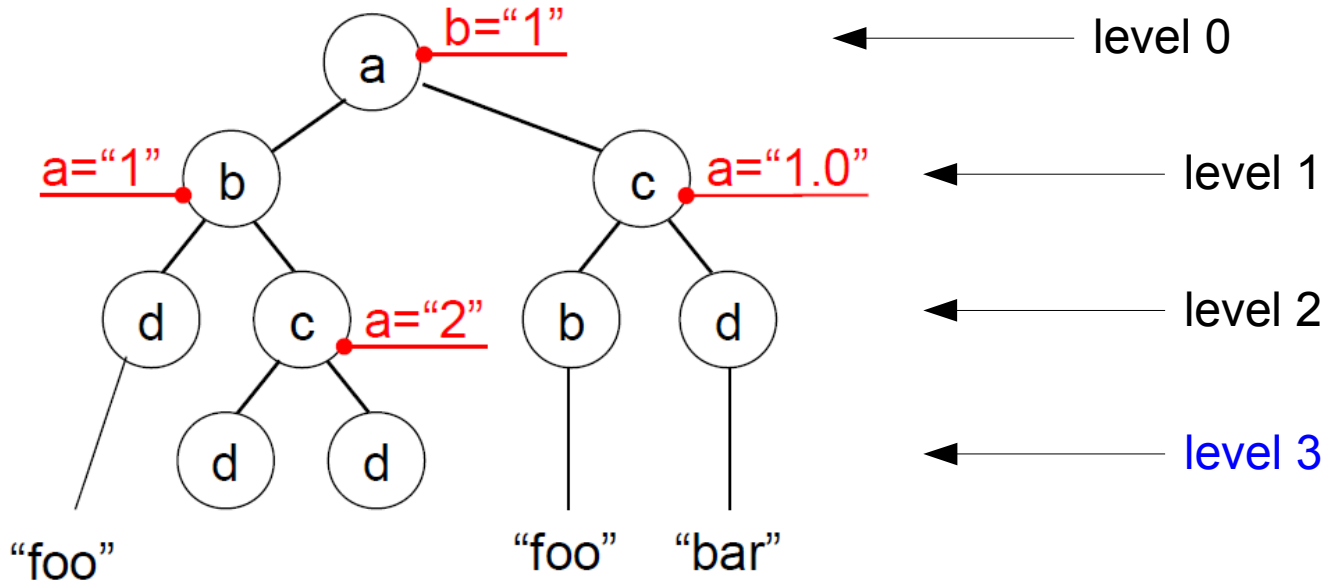 b=“1” level 0
a
a=“1” b c a=“1.0” level 1
d c a=“2” b d level 2
d d level 3
“foo” “foo” “bar”